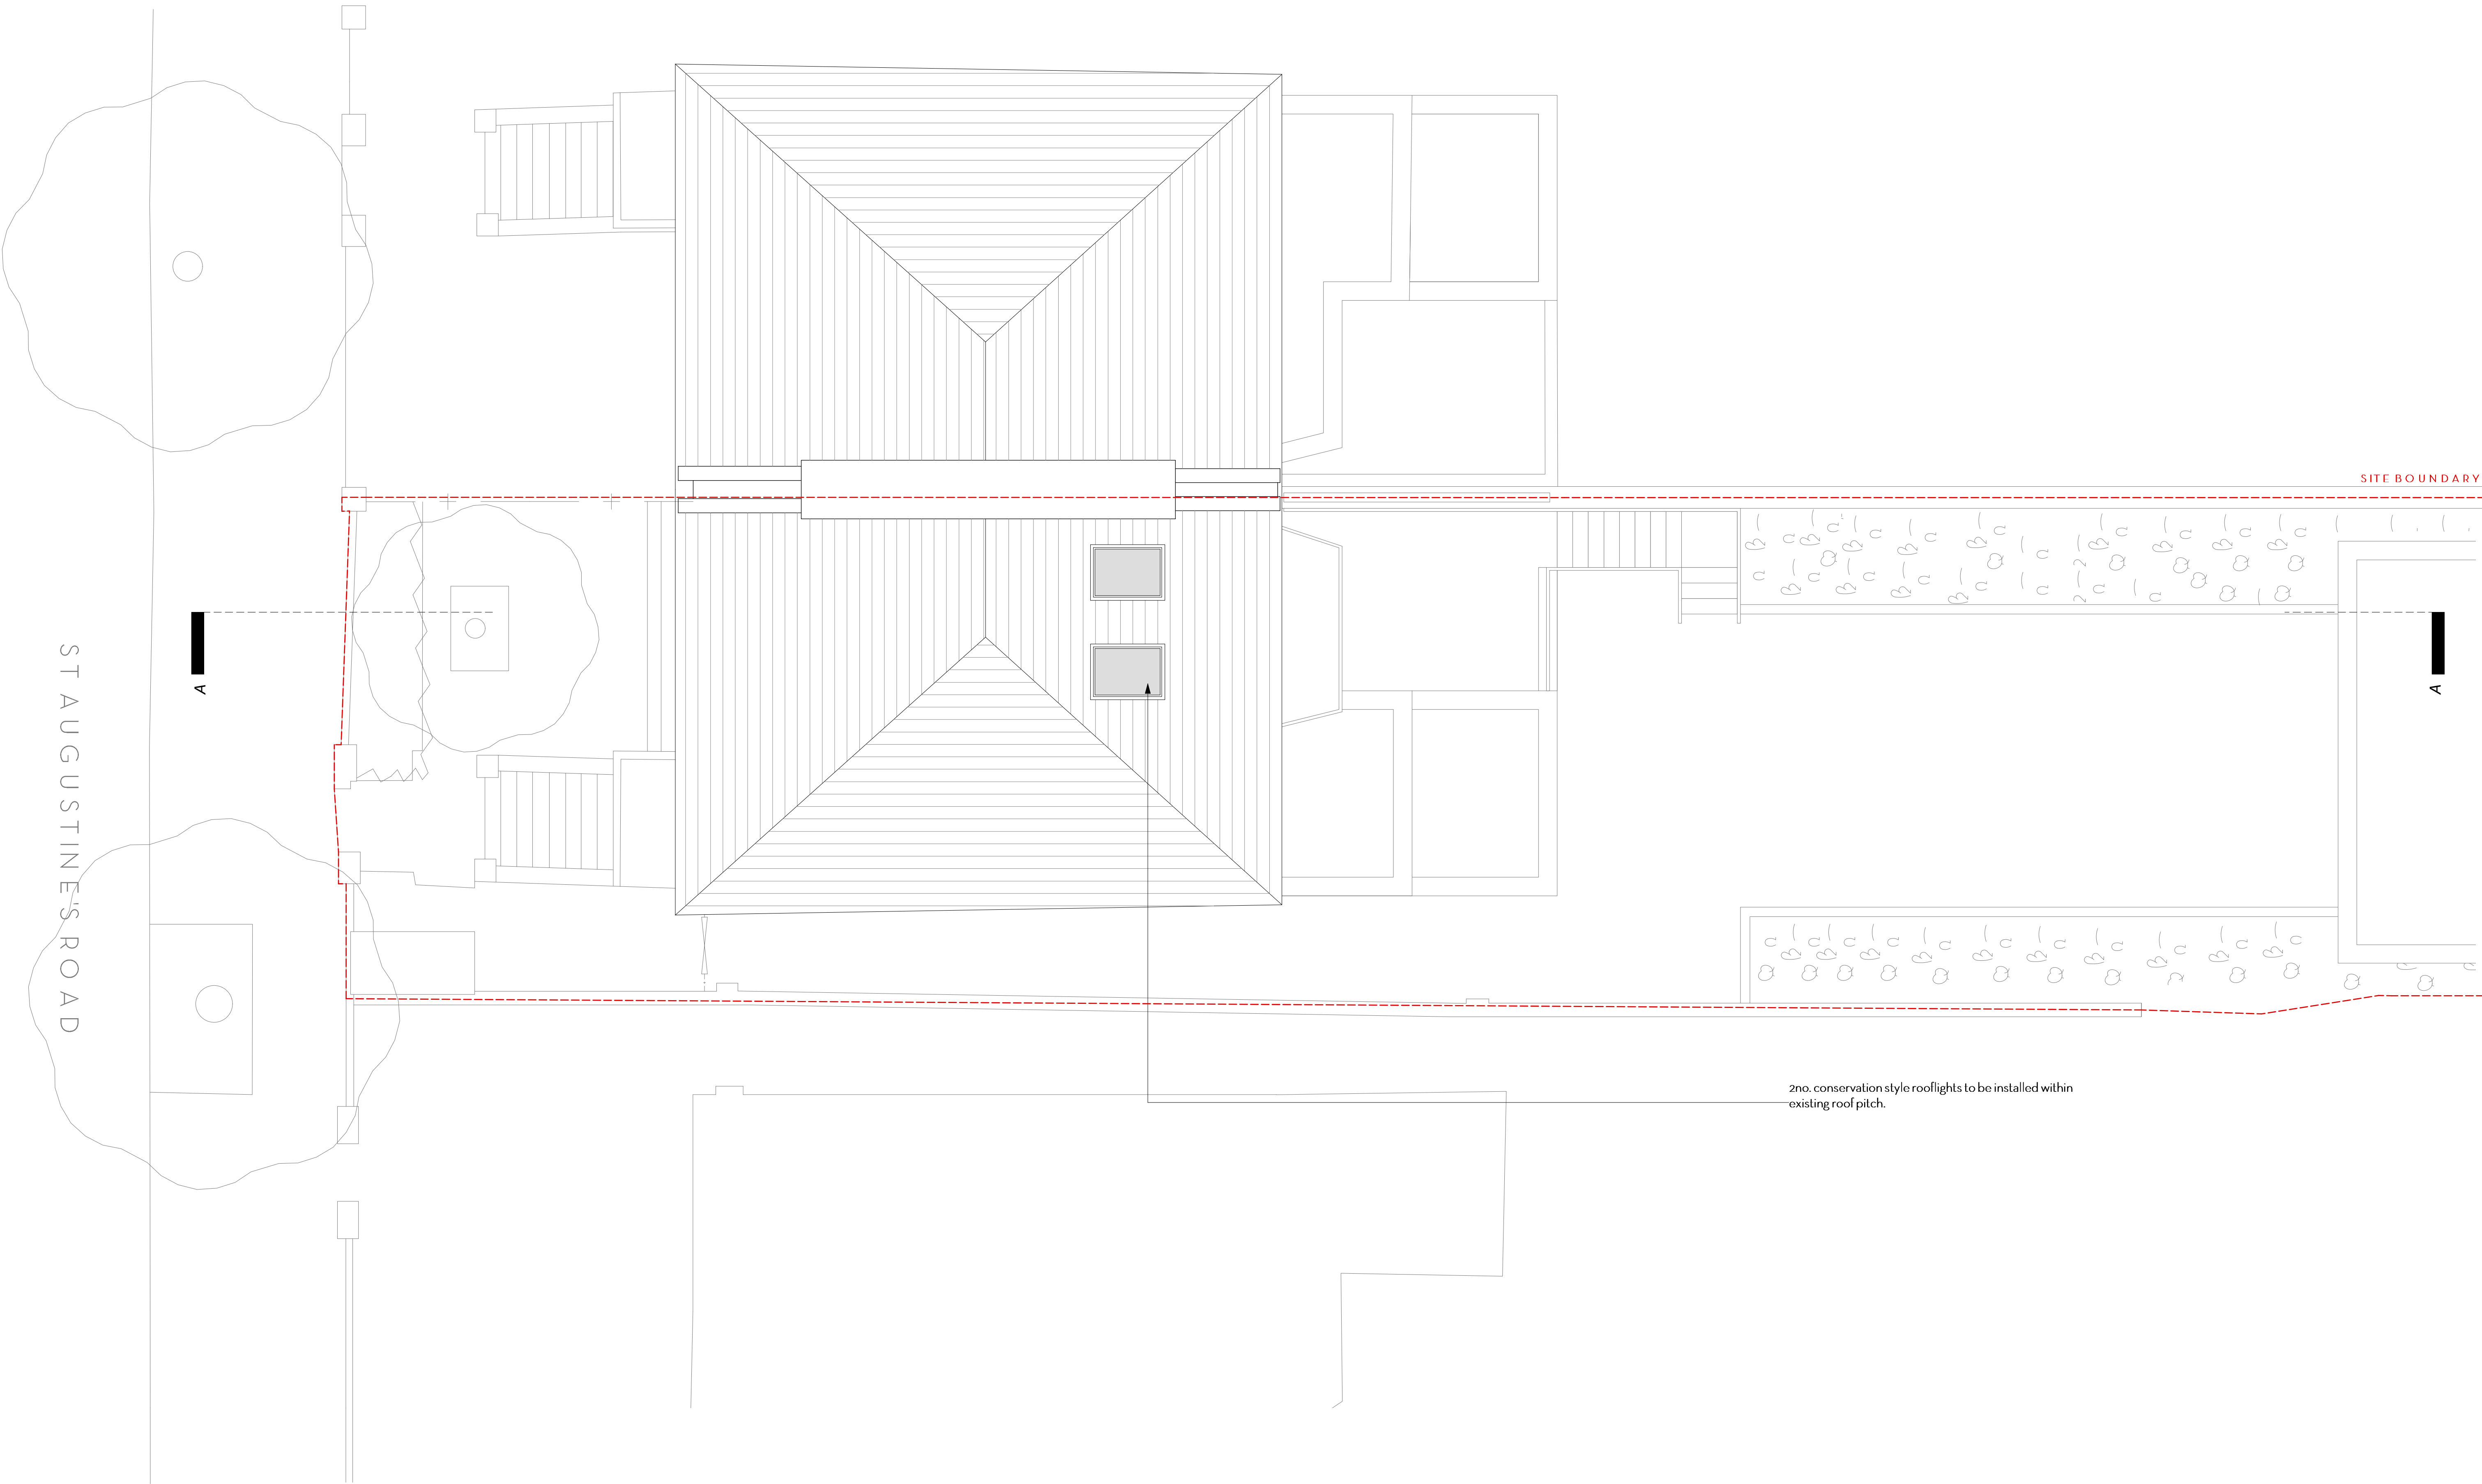 SITE BOUNDARY
ST AUGUSTINE'S ROAD
A
A
2no. conservation style rooflights to be installed within
existing roof pitch.